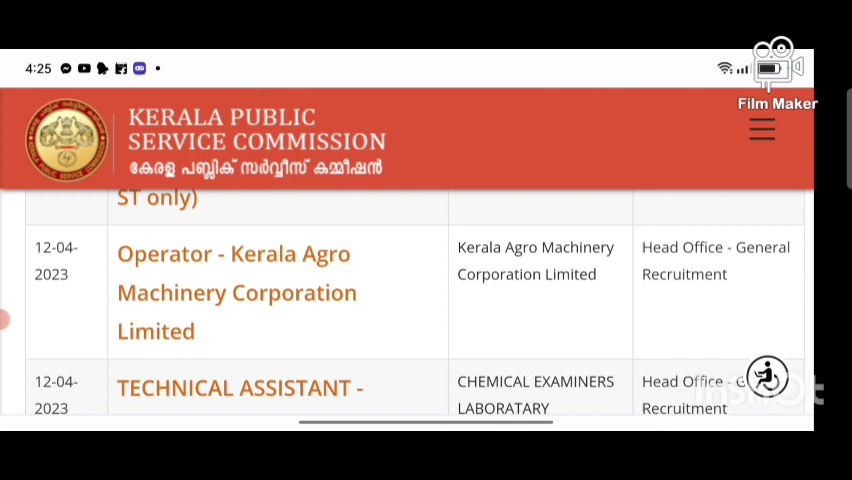 4:25
Film Maker
KERALA PUBLIC
SERVICE COMMISSION
കേരള പബ്ലിക് സർവ്വീസ് കമ്മീഷൻ
ST only)
12-04-
2023
Operator - Kerala Agro
Machinery Corporation
Limited
Kerala Agro Machinery
Corporation Limited
Head Office - General
Recruitment
12-04-
2023
TECHNICAL ASSISTANT -
CHEMICAL EXAMINERS
LABORATARY
Head Office - G
Recruitment
InShOt